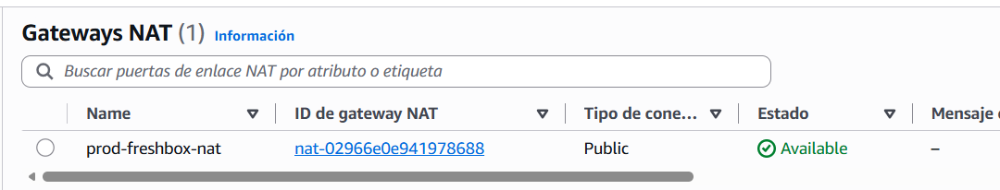 Gateways NAT (1) Información
Buscar puertas de enlace NAT por atributo o etiqueta
Name ID de gateway NAT Tipo de cone... Estado Mensaje
prod-freshbox-nat nat-02966e0e941978688 Public Available –